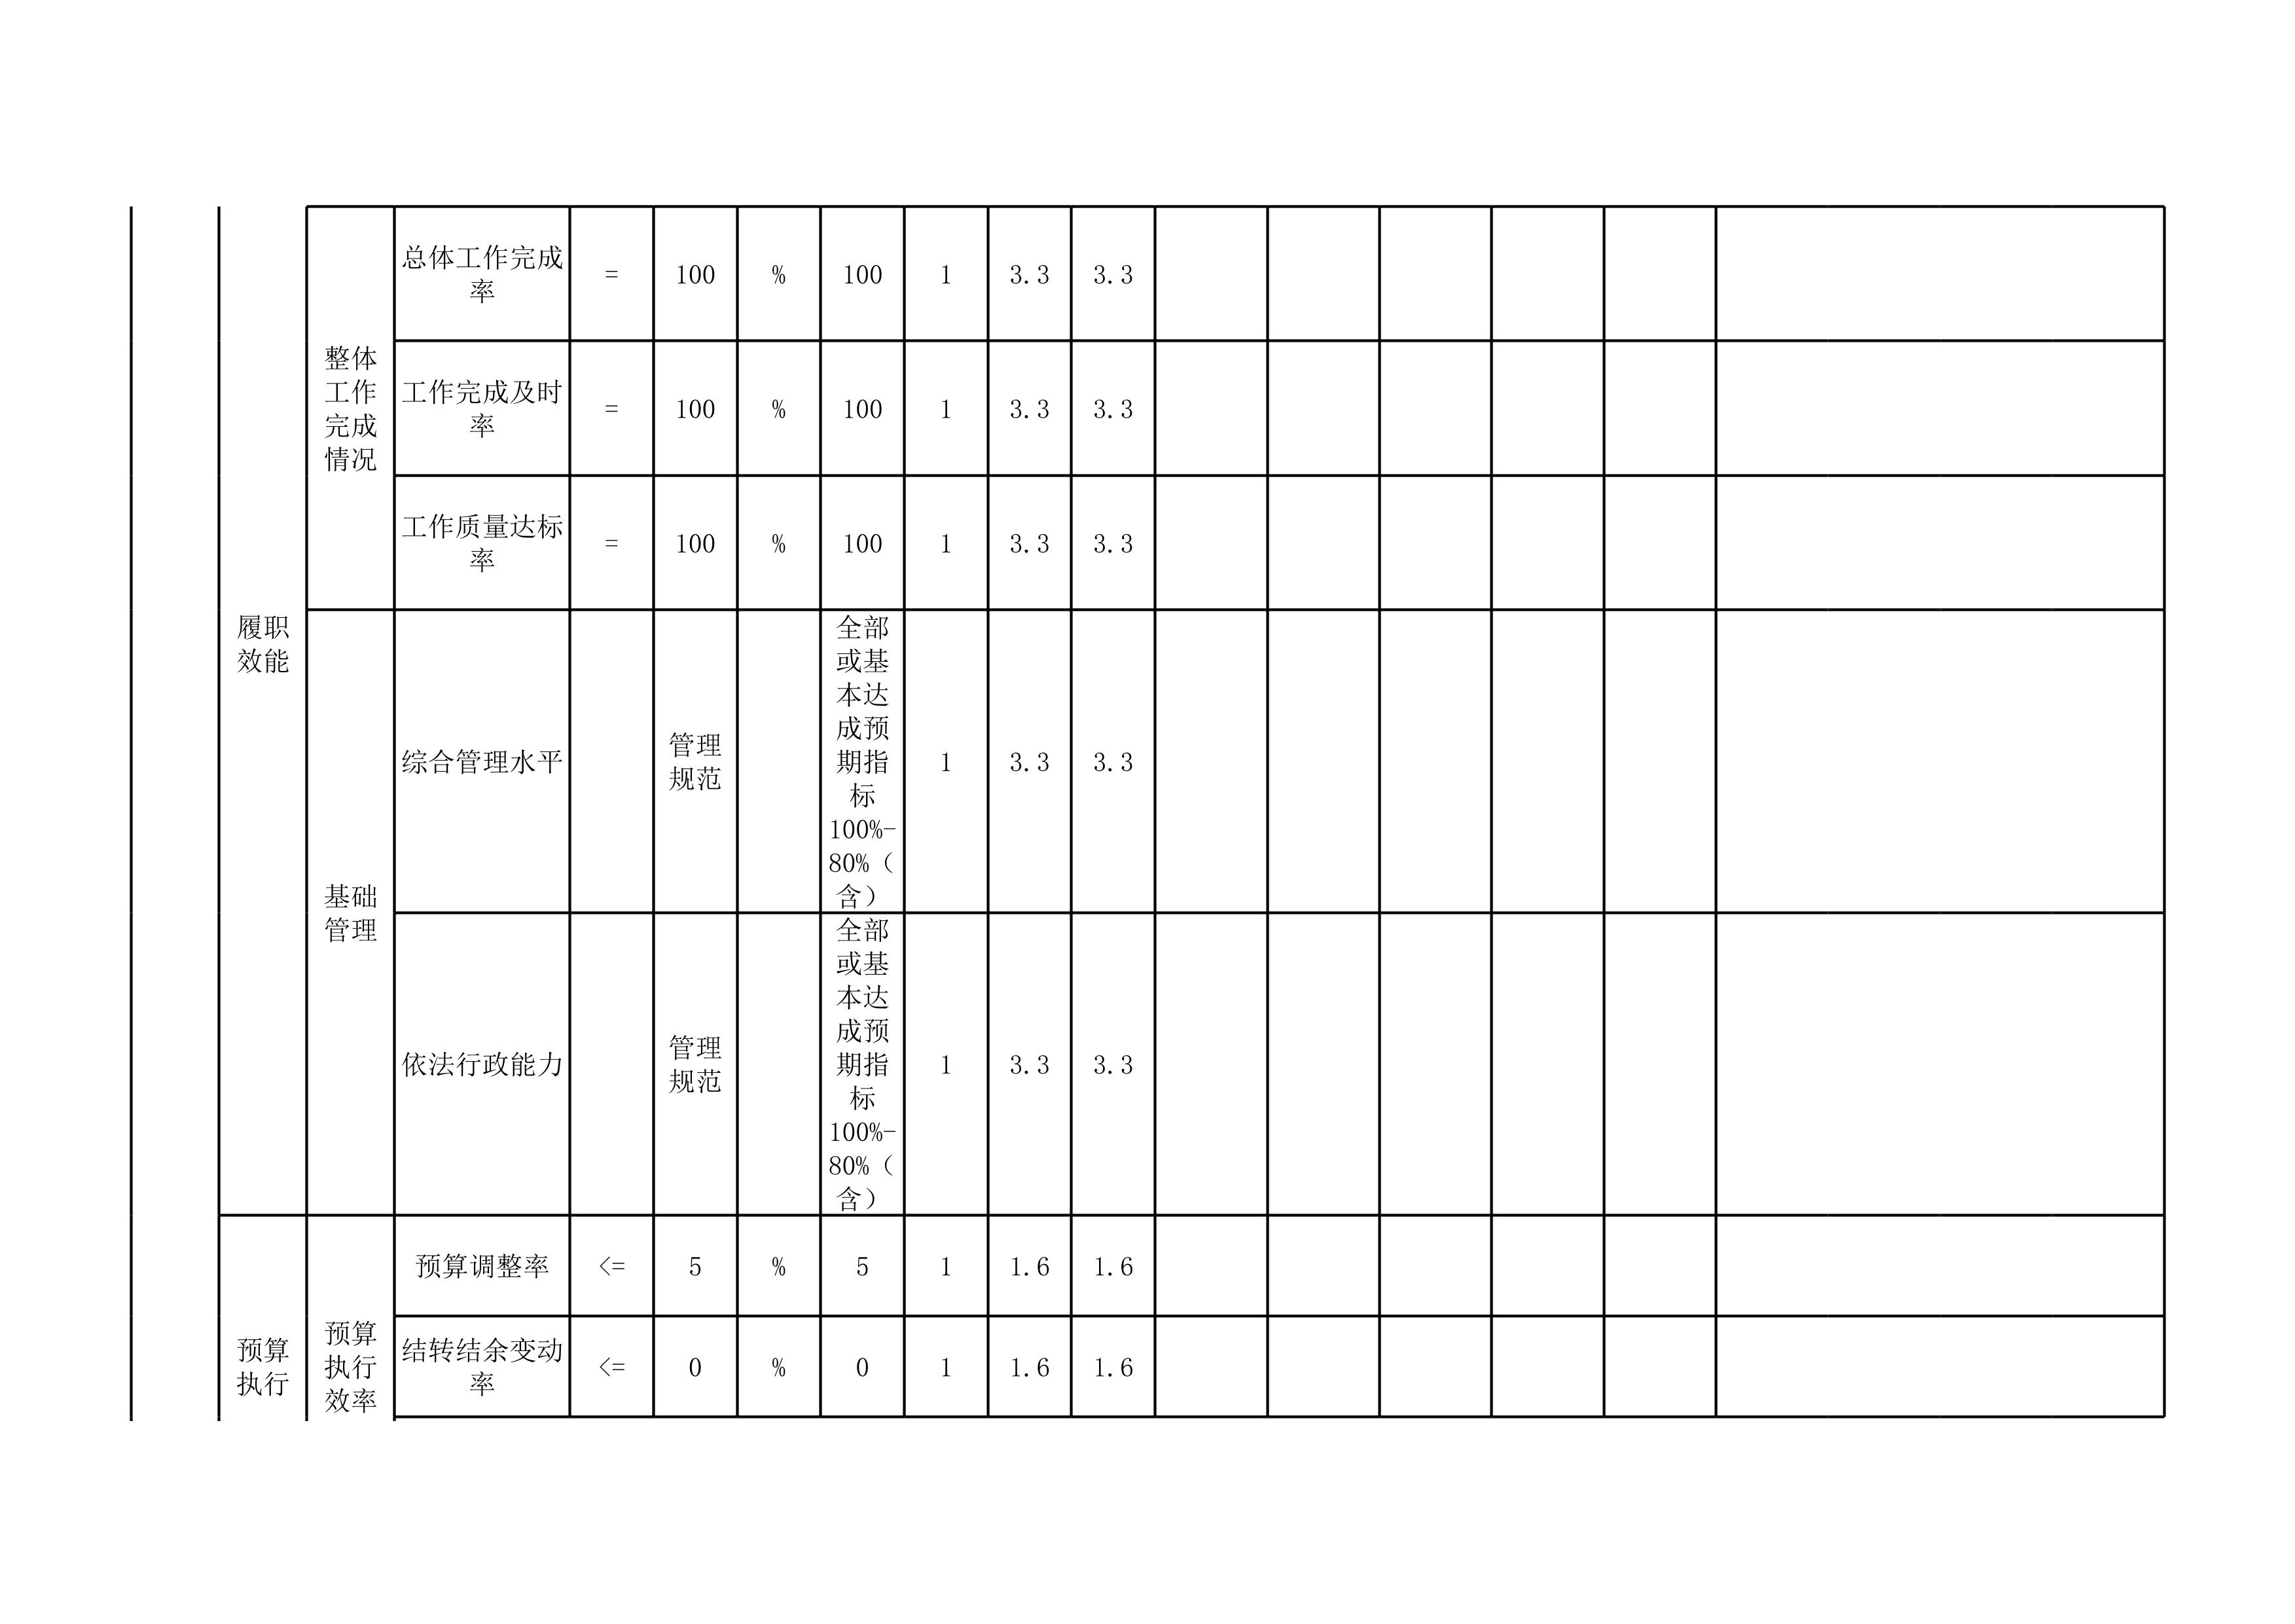 履职
效能
整体
工作
完成
情况
总体工作完成
率
=
100
%
100
1
3.3
3.3
工作完成及时
率
=
100
%
100
1
3.3
3.3
工作质量达标
率
=
100
%
100
1
3.3
3.3
基础
管理
综合管理水平
管理
规范
全部
或基
本达
成预
期指
标
100%-
80%（
含）
1
3.3
3.3
依法行政能力
管理
规范
全部
或基
本达
成预
期指
标
100%-
80%（
含）
1
3.3
3.3
预算
执行
预算
执行
效率
预算调整率
<=
5
%
5
1
1.6
1.6
结转结余变动
率
<=
0
%
0
1
1.6
1.6